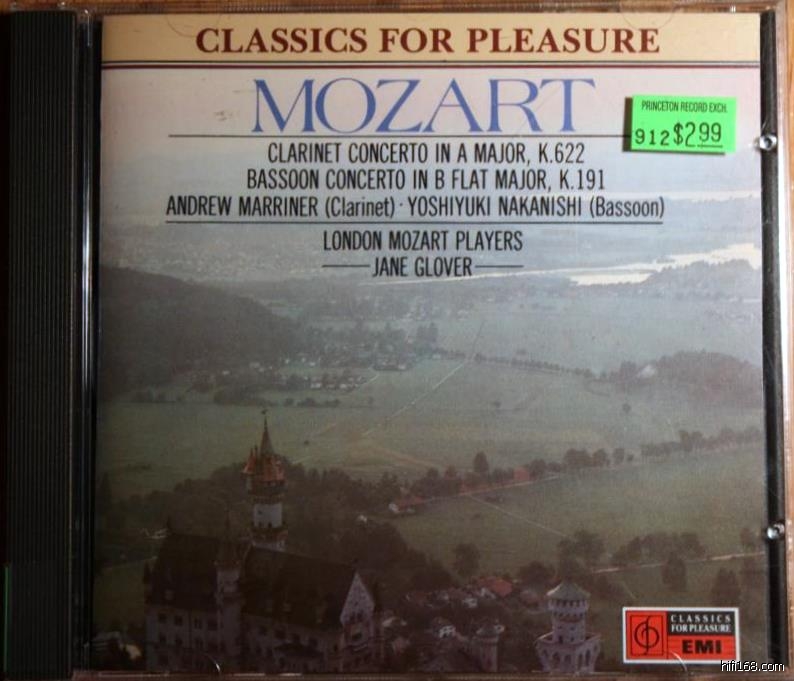 CLASSICS FOR PLEASURE
MOZART
PRINCETON RECORD EXCH.
912 $2.99
CLARINET CONCERTO IN A MAJOR, K.622
BASSOON CONCERTO IN B FLAT MAJOR, K.191
ANDREW MARRINER (Clarinet) · YOSHIYUKI NAKANISHI (Bassoon)
LONDON MOZART PLAYERS
JANE GLOVER
CLASSICS
FOR PLEASURE
EMI
hifi168.com